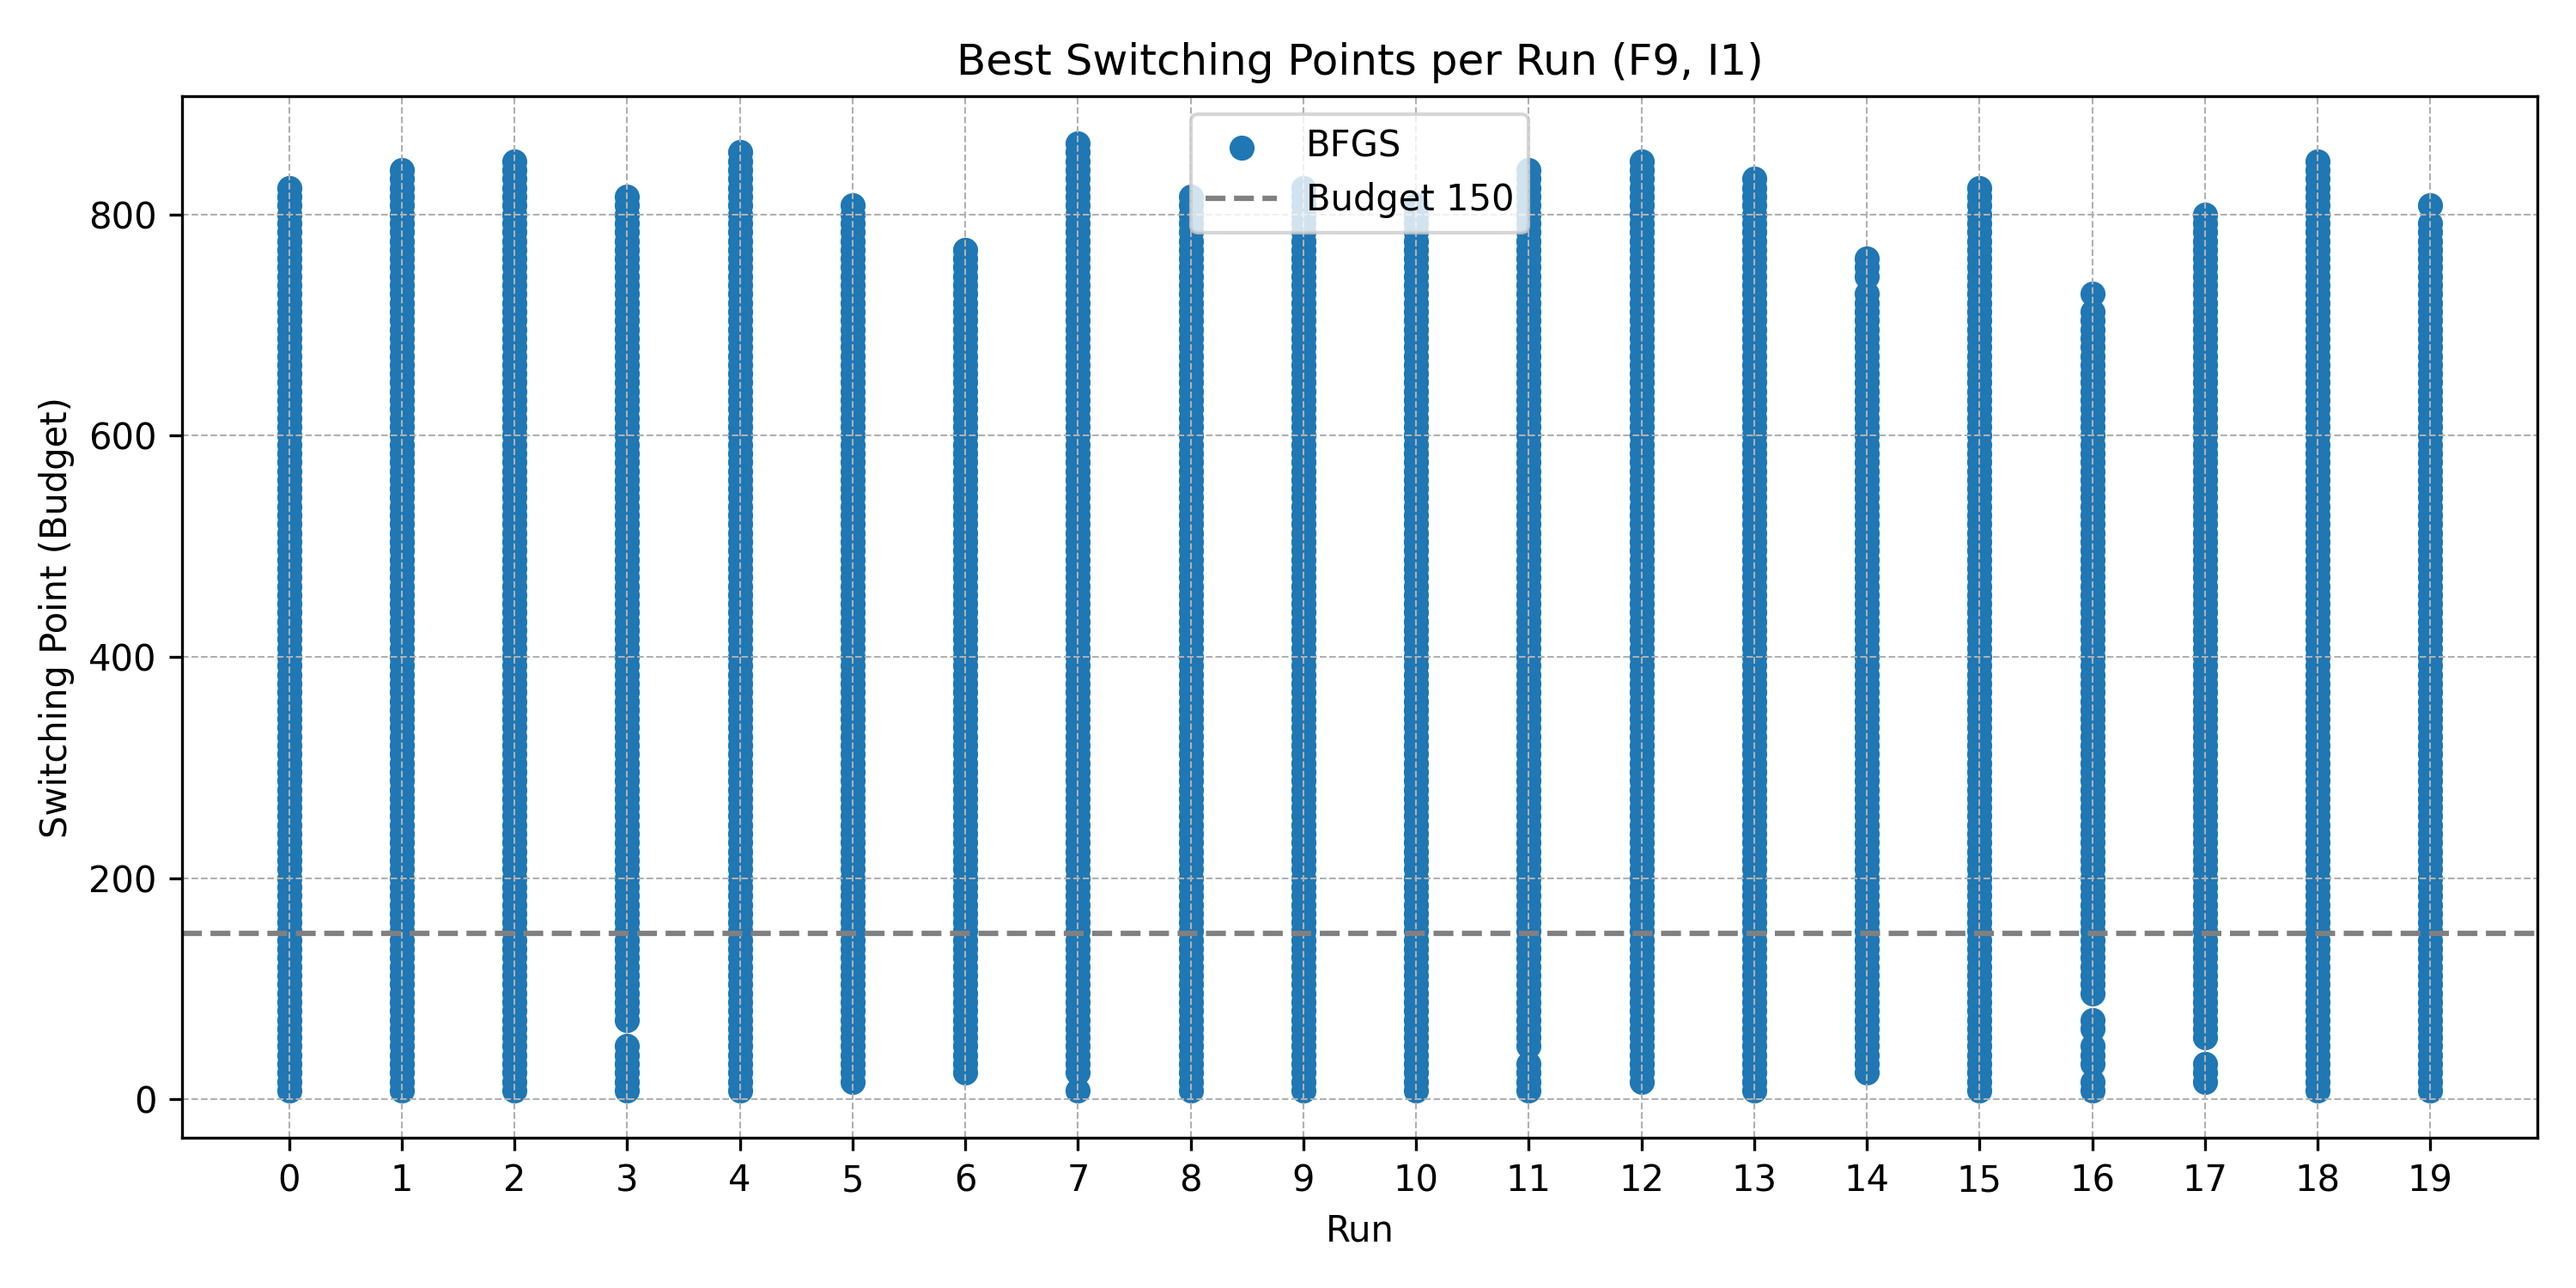 Best Switching Points per Run (F9, I1)
BFGS
Budget 150
Switching Point (Budget)
800
600
400
200
0
0 1 2 3 4 5 6 7 8 9 10 11 12 13 14 15 16 17 18 19
Run